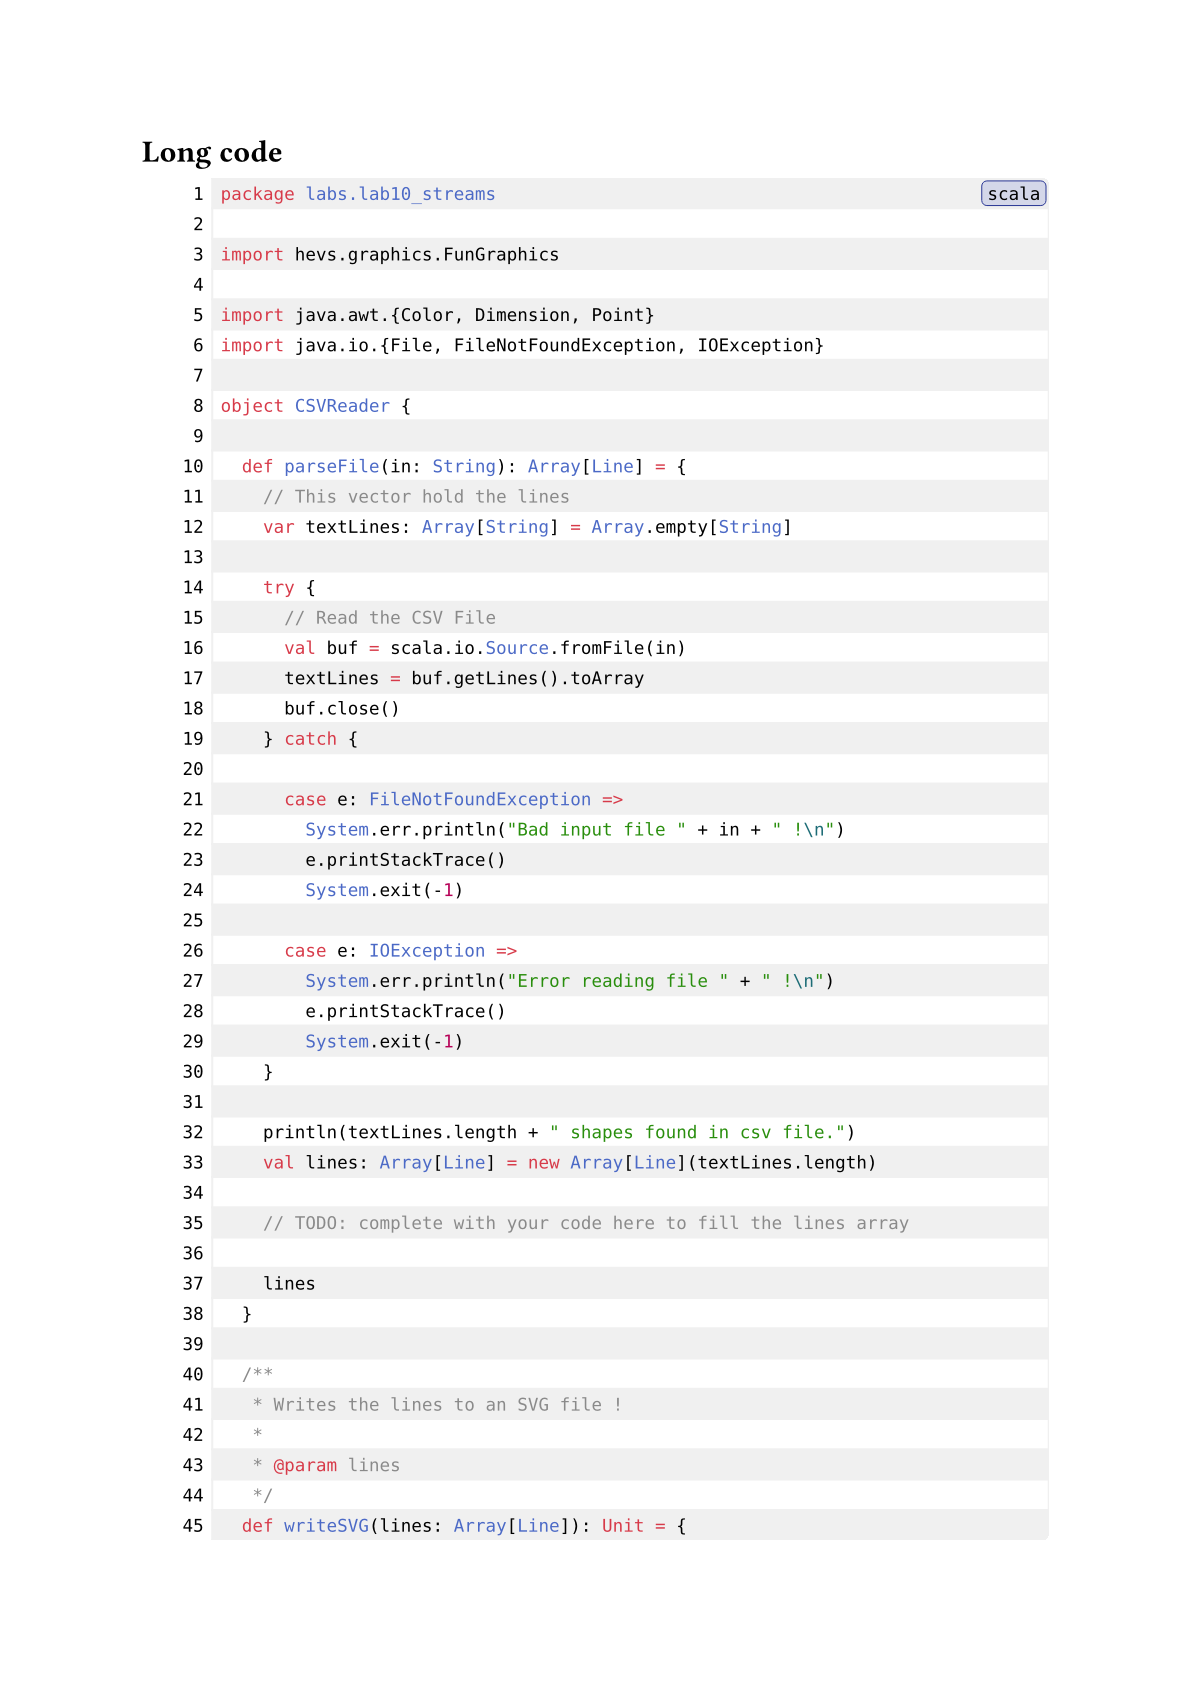 Long code
1 package labs.lab10_streams scala
2
3 import hevs.graphics.FunGraphics
4
5 import java.awt.{Color, Dimension, Point}
6 import java.io.{File, FileNotFoundException, IOException}
7
8 object CSVReader {
9
10   def parseFile(in: String): Array[Line] = {
11     // This vector hold the lines
12     var textLines: Array[String] = Array.empty[String]
13
14     try {
15       // Read the CSV File
16       val buf = scala.io.Source.fromFile(in)
17       textLines = buf.getLines().toArray
18       buf.close()
19     } catch {
20
21       case e: FileNotFoundException =>
22         System.err.println("Bad input file " + in + " !\n")
23         e.printStackTrace()
24         System.exit(-1)
25
26       case e: IOException =>
27         System.err.println("Error reading file " + " !\n")
28         e.printStackTrace()
29         System.exit(-1)
30     }
31
32     println(textLines.length + " shapes found in csv file.")
33     val lines: Array[Line] = new Array[Line](textLines.length)
34
35     // TODO: complete with your code here to fill the lines array
36
37     lines
38   }
39
40   /**
41    * Writes the lines to an SVG file !
42    *
43    * @param lines
44    */
45   def writeSVG(lines: Array[Line]): Unit = {